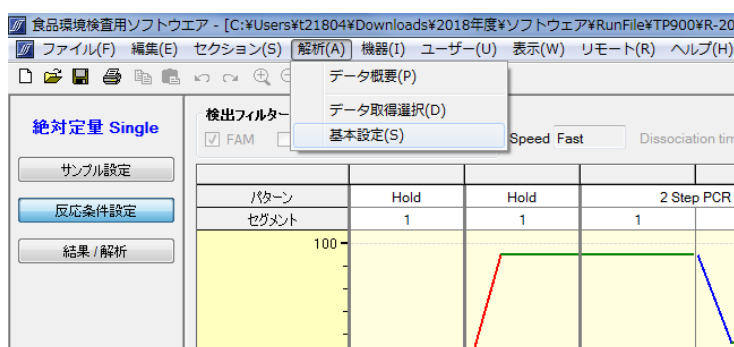 食品環境検査用ソフトウエア - [C:¥Users¥t21804¥Downloads¥2018年度¥ソフトウェア¥RunFile¥TP900¥R-20
ファイル(F) 編集(E) セクション(S) 解析(A) 機器(I) ユーザー(U) 表示(W) リモート(R) ヘルプ(H)
データ概要(P)
データ取得選択(D)
基本設定(S)
絶対定量 Single
検出フィルター
FAM
Speed Fast
Dissociation tim
サンプル設定
反応条件設定
結果 / 解析
パターン Hold Hold 2 Step PCR
セグメント 1 1 1
100